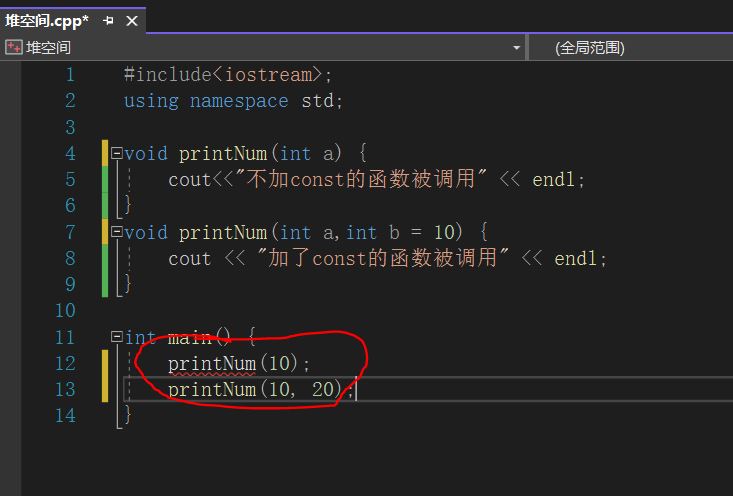 堆空间.cpp*
堆空间 (全局范围)
1 #include<iostream>;
2 using namespace std;
3
4 void printNum(int a) {
5 cout<<"不加const的函数被调用" << endl;
6 }
7 void printNum(int a,int b = 10) {
8 cout << "加了const的函数被调用" << endl;
9 }
10
11 int main() {
12 printNum(10);
13 printNum(10, 20);
14 }